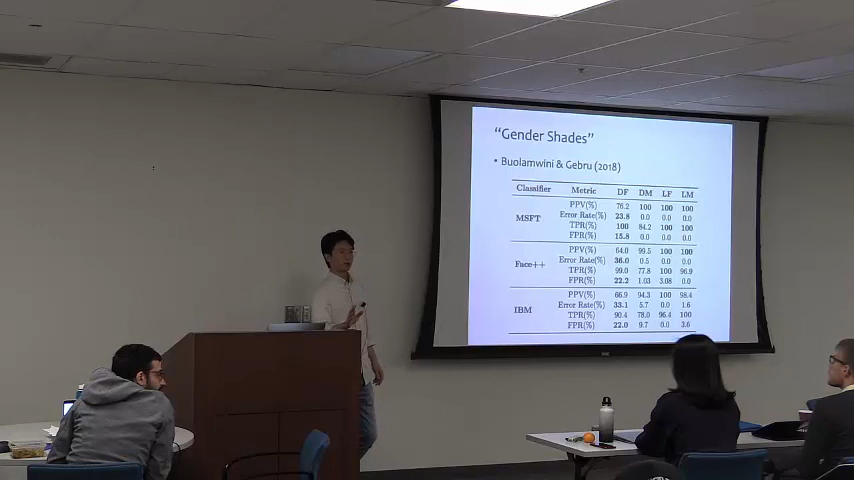 “Gender Shades”
• Buolamwini & Gebru (2018)
Classifier Metric DF DM LF LM
MSFT
PPV(%) 76.2 100 100 100
Error Rate(%) 23.8 0.0 0.0 0.0
TPR(%) 100 84.2 100 100
FPR(%) 15.8 0.0 0.0 0.0
Face++
PPV(%) 64.0 99.5 100 100
Error Rate(%) 36.0 0.5 0.0 0.0
TPR(%) 99.0 77.8 100 96.9
FPR(%) 22.2 1.03 3.08 0.0
IBM
PPV(%) 66.9 94.3 100 98.4
Error Rate(%) 33.1 5.7 0.0 1.6
TPR(%) 90.4 78.0 96.4 100
FPR(%) 22.0 9.7 0.0 3.6